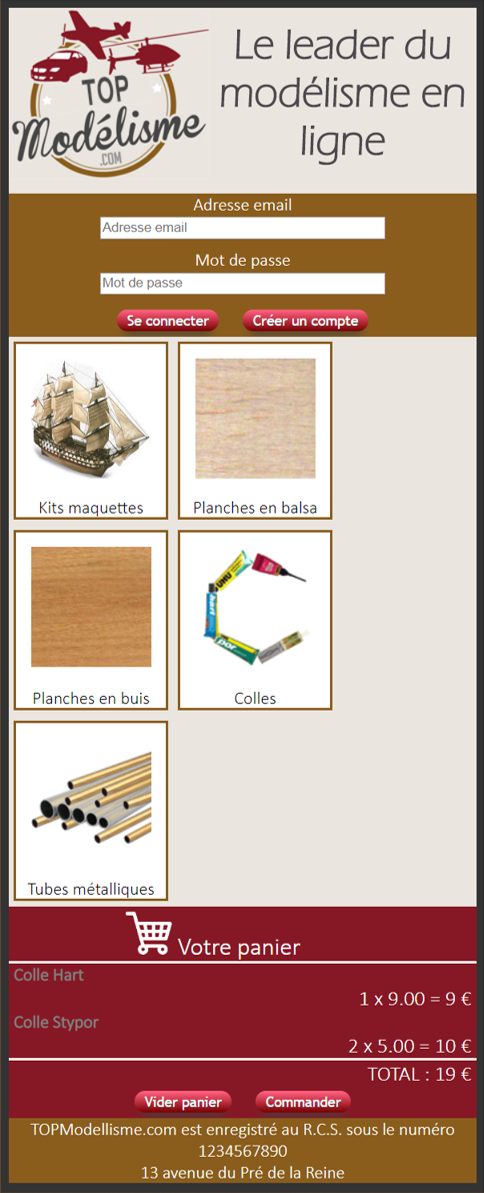 TOP
Modélisme
.COM
Le leader du
modélisme en
ligne
Adresse email
Adresse email
Mot de passe
Mot de passe
Se connecter Créer un compte
Kits maquettes Planches en balsa
UHU
hart
por
Planches en buis Colles
Tubes métalliques
Votre panier
Colle Hart
1 x 9.00 = 9 €
Colle Stypor
2 x 5.00 = 10 €
TOTAL : 19 €
Vider panier Commander
TOPModellisme.com est enregistré au R.C.S. sous le numéro
1234567890
13 avenue du Pré de la Reine